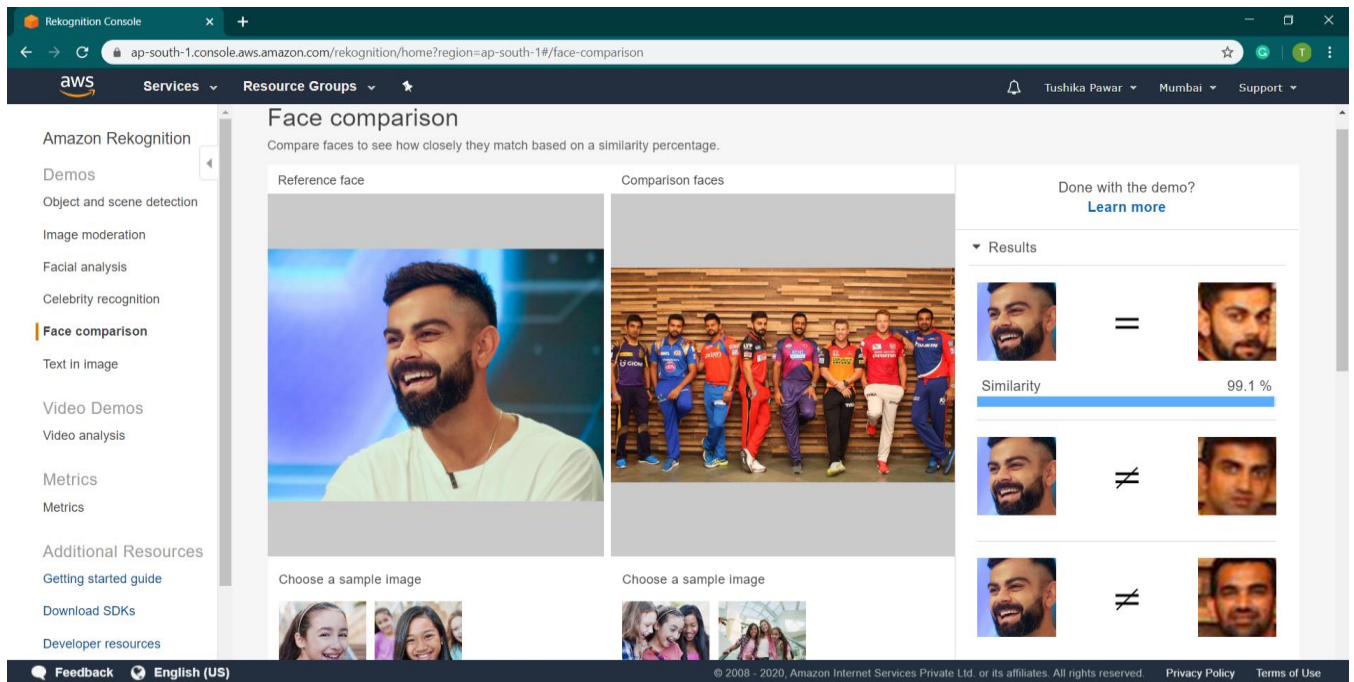 Rekognition Console
ap-south-1.console.aws.amazon.com/rekognition/home?region=ap-south-1#/face-comparison
T
aws
Services
Resource Groups
Tushika Pawar
Mumbai
Support
Amazon Rekognition
Demos
Object and scene detection
Image moderation
Facial analysis
Celebrity recognition
Face comparison
Text in image
Video Demos
Video analysis
Metrics
Metrics
Additional Resources
Getting started guide
Download SDKs
Developer resources
Face comparison
Compare faces to see how closely they match based on a similarity percentage.
Reference face
Comparison faces
Choose a sample image
Choose a sample image
Done with the demo?
Learn more
Results
=
Similarity 99.1 %
≠
≠
Feedback
English (US)
© 2008 - 2020, Amazon Internet Services Private Ltd. or its affiliates. All rights reserved.
Privacy Policy
Terms of Use